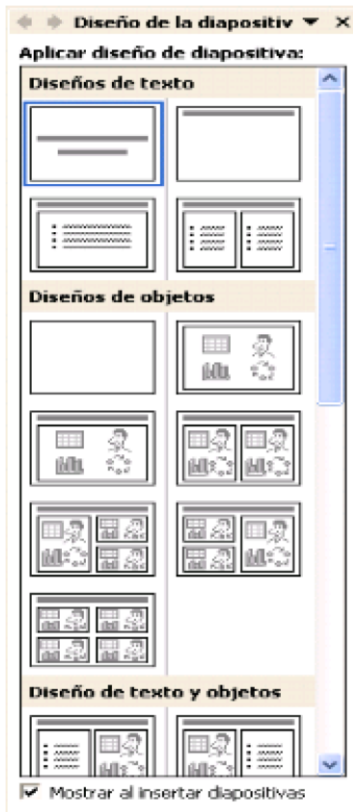 Diseño de la diapositiv
Aplicar diseño de diapositiva:
Diseños de texto
Diseños de objetos
Diseño de texto y objetos
Mostrar al insertar diapositivas